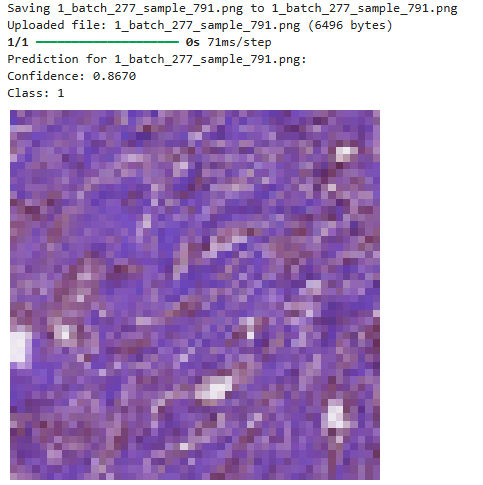 Saving 1_batch_277_sample_791.png to 1_batch_277_sample_791.png
Uploaded file: 1_batch_277_sample_791.png (6496 bytes)
1/1 ━━━━━━━━━━━━━━━━━━━━ 0s 71ms/step
Prediction for 1_batch_277_sample_791.png:
Confidence: 0.8670
Class: 1